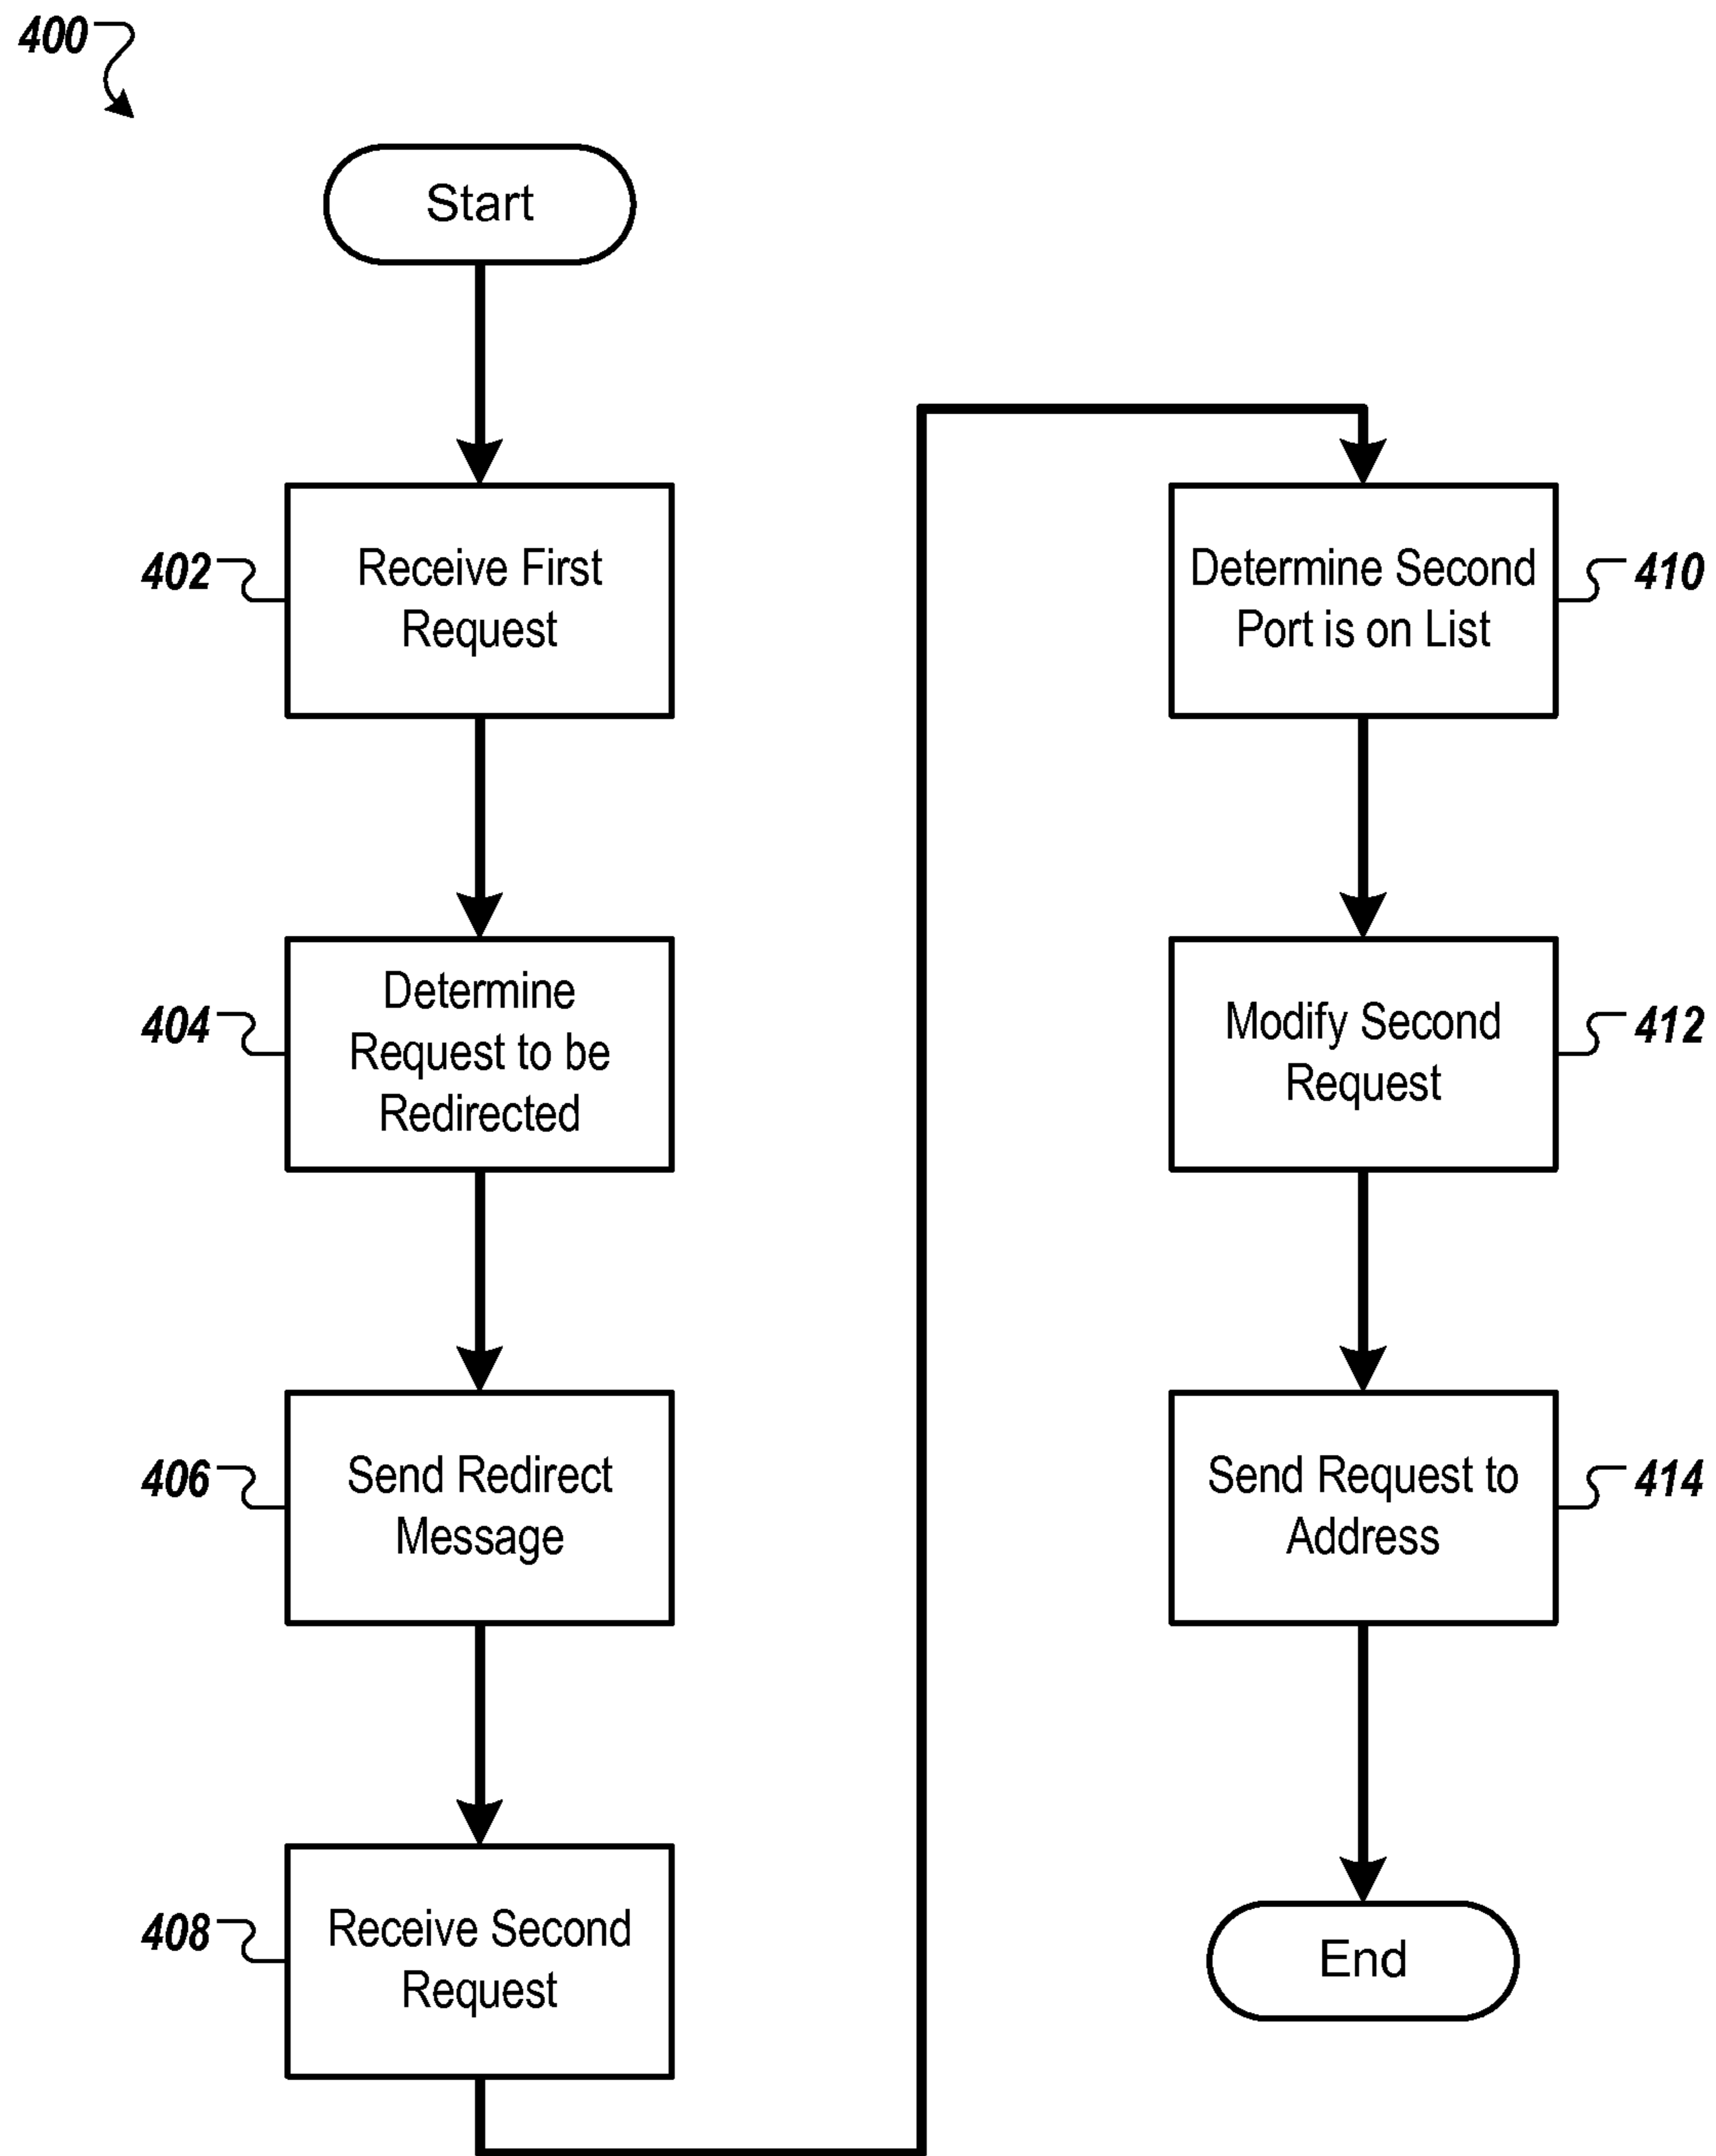 400
Start
402
Receive First
Request
404
Determine
Request to be
Redirected
406
Send Redirect
Message
408
Receive Second
Request
Determine Second
Port is on List
410
Modify Second
Request
412
Send Request to
Address
414
End